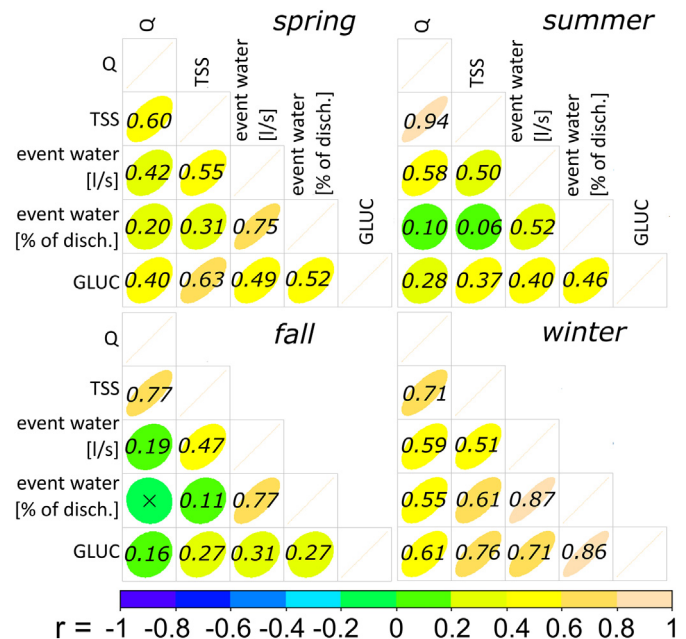 Q spring Q summer
Q
TSS TSS
event water [l/s] event water [l/s]
event water [% of disch.] event water [% of disch.]
GLUC GLUC
TSS 0.60 0.94
event water
[l/s] 0.42 0.55 0.58 0.50
event water
[% of disch.] 0.20 0.31 0.75 0.10 0.06 0.52
GLUC 0.40 0.63 0.49 0.52 0.28 0.37 0.40 0.46
Q fall winter
TSS 0.77 0.71
event water
[l/s] 0.19 0.47 0.59 0.51
event water
[% of disch.] × 0.11 0.77 0.55 0.61 0.87
GLUC 0.16 0.27 0.31 0.27 0.61 0.76 0.71 0.86
r = -1 -0.8 -0.6 -0.4 -0.2 0 0.2 0.4 0.6 0.8 1